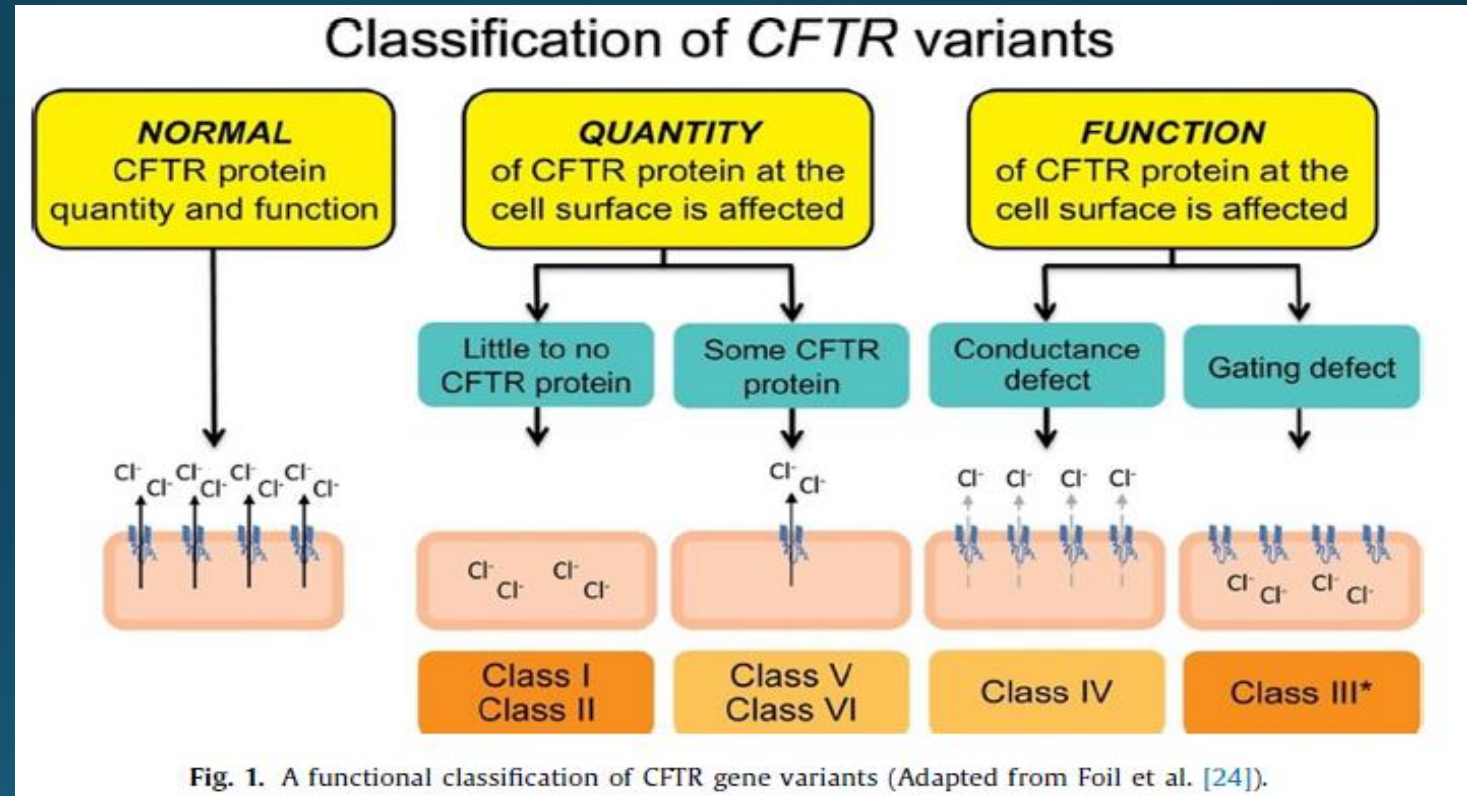 Classification of CFTR variants
NORMAL
CFTR protein
quantity and function
QUANTITY
of CFTR protein at the
cell surface is affected
FUNCTION
of CFTR protein at the
cell surface is affected
Little to no
CFTR protein
Some CFTR
protein
Conductance
defect
Gating defect
Cl- Cl- Cl- Cl-
Cl- Cl- Cl- Cl-
Cl- Cl-
Cl- Cl-
Cl-
Cl-
Cl- Cl- Cl- Cl-
Cl- Cl-
Cl- Cl-
Class I
Class II
Class V
Class VI
Class IV
Class III*
Fig. 1. A functional classification of CFTR gene variants (Adapted from Foil et al. [24]).